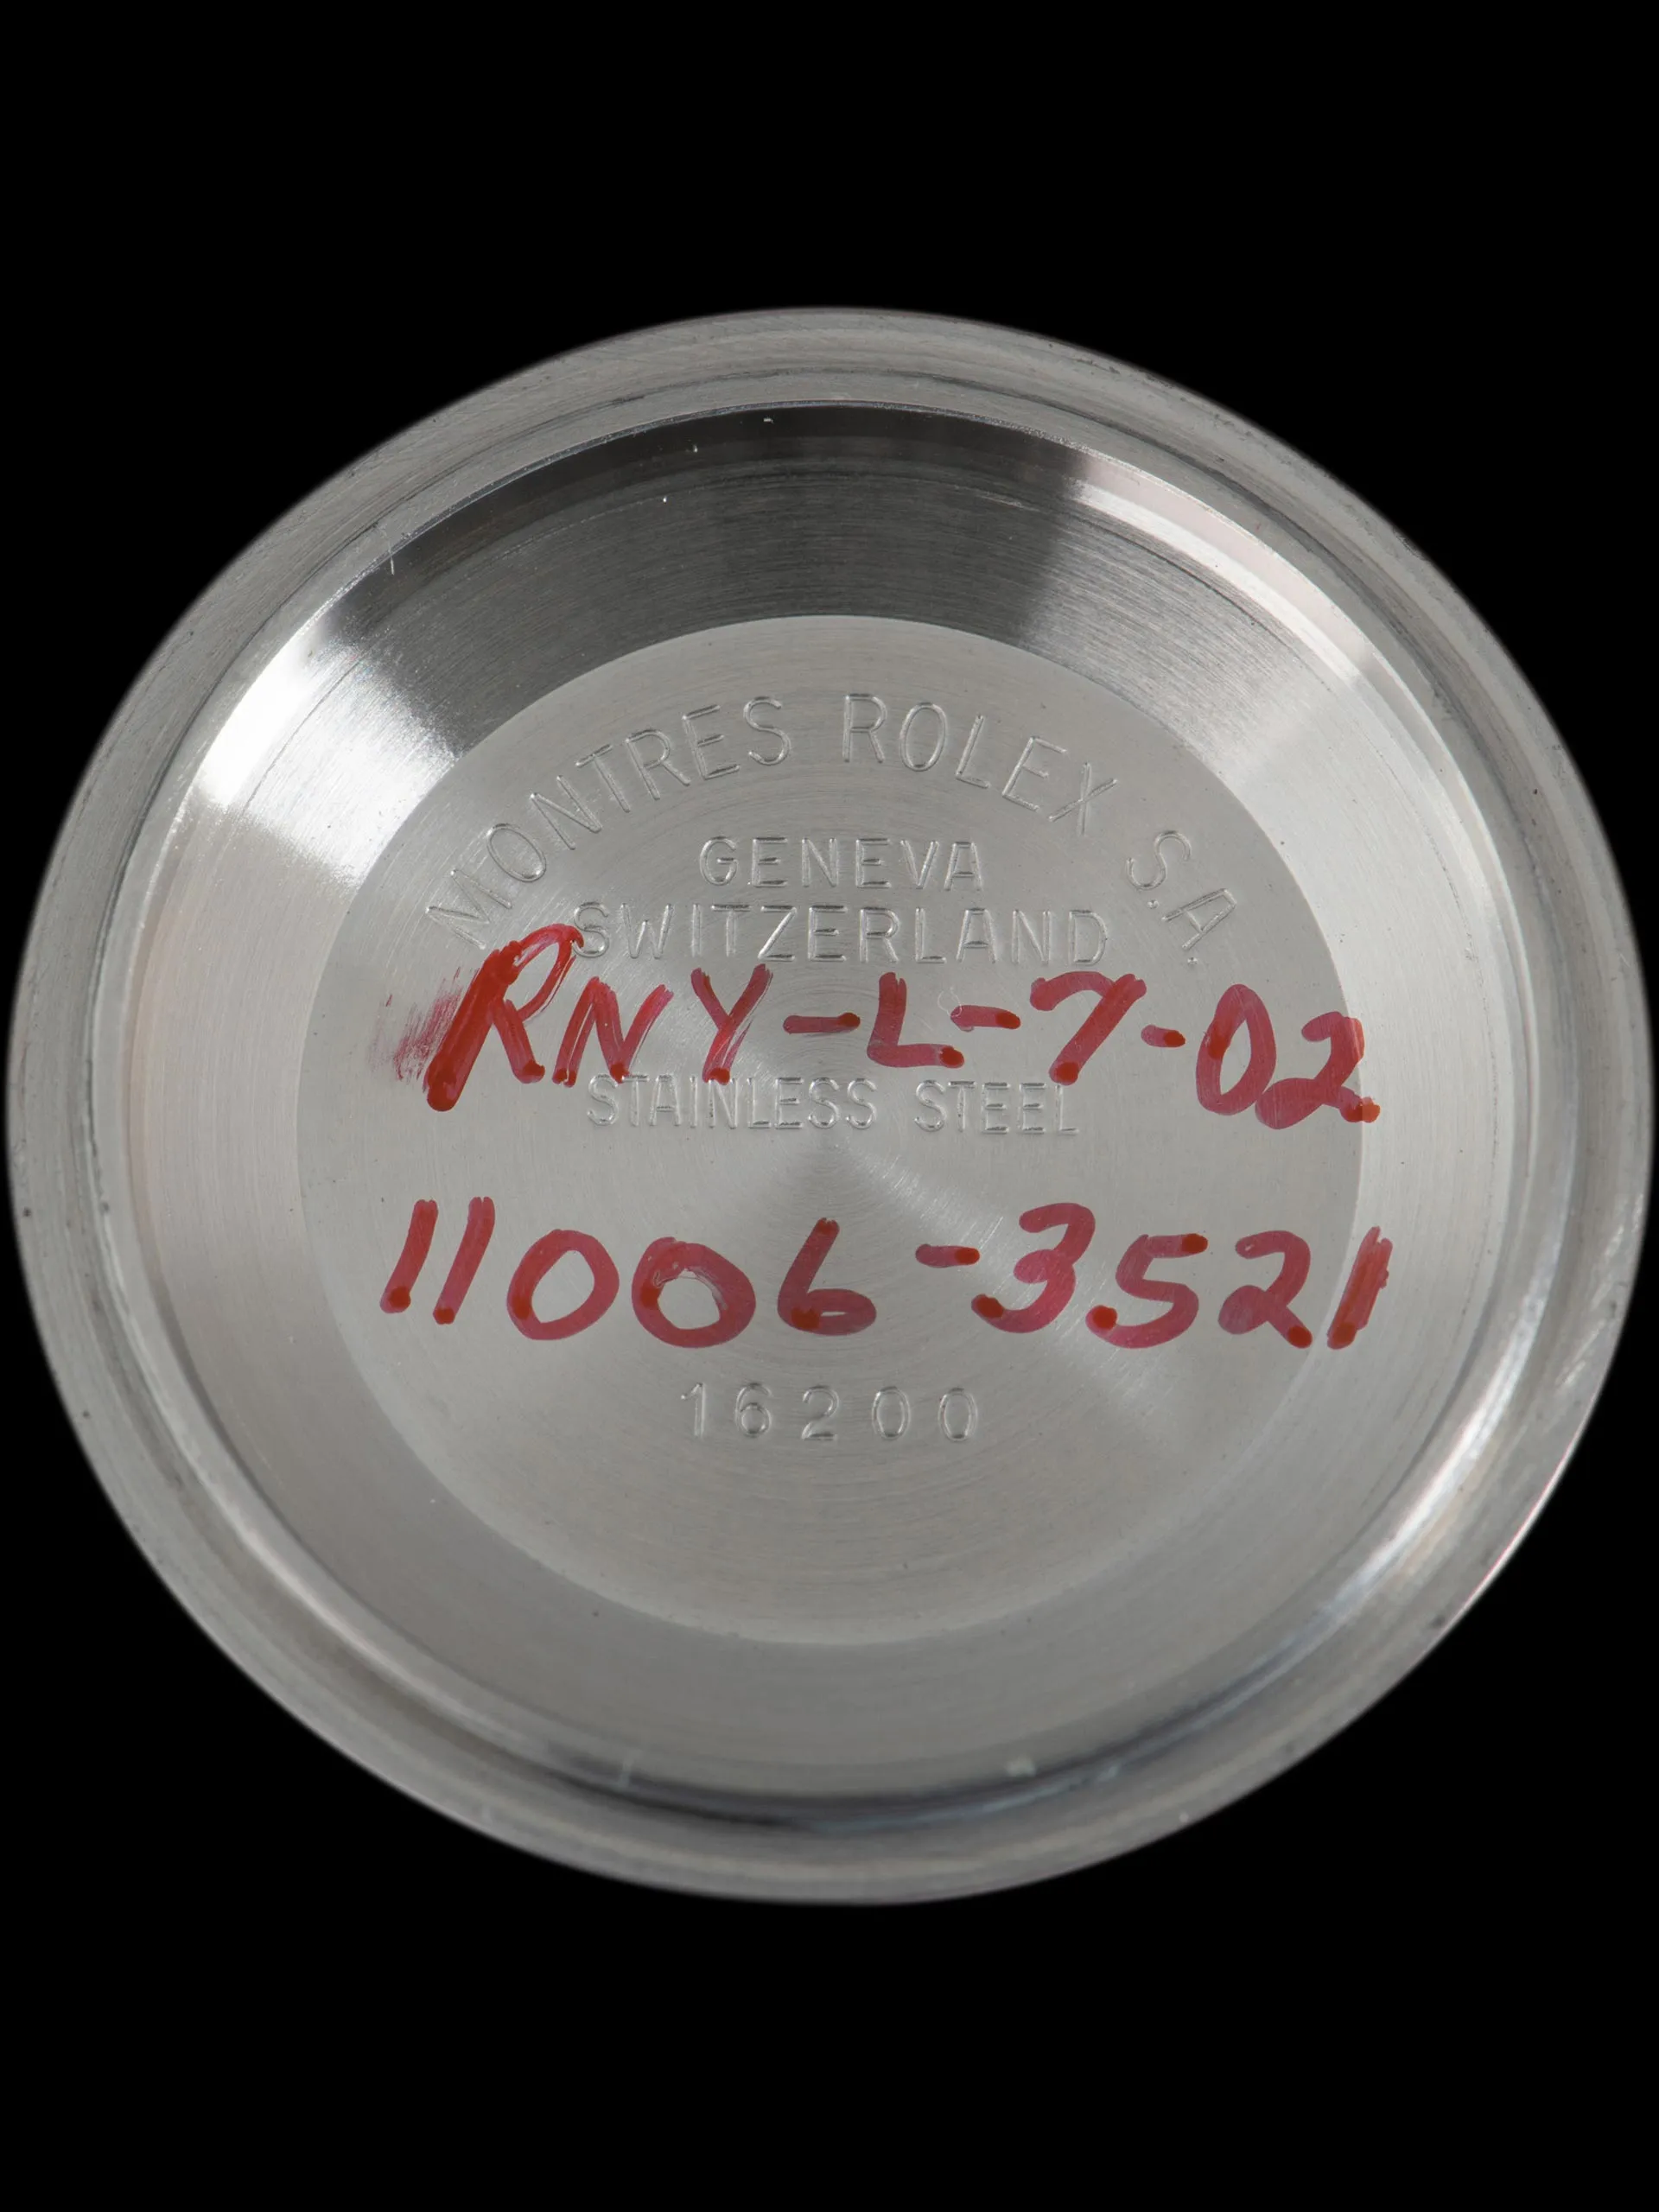 MONTRES ROLEX S.A.
GENEVA
SWITZERLAND
RNY-L-7-02
STAINLESS STEEL
11006-3521
16200